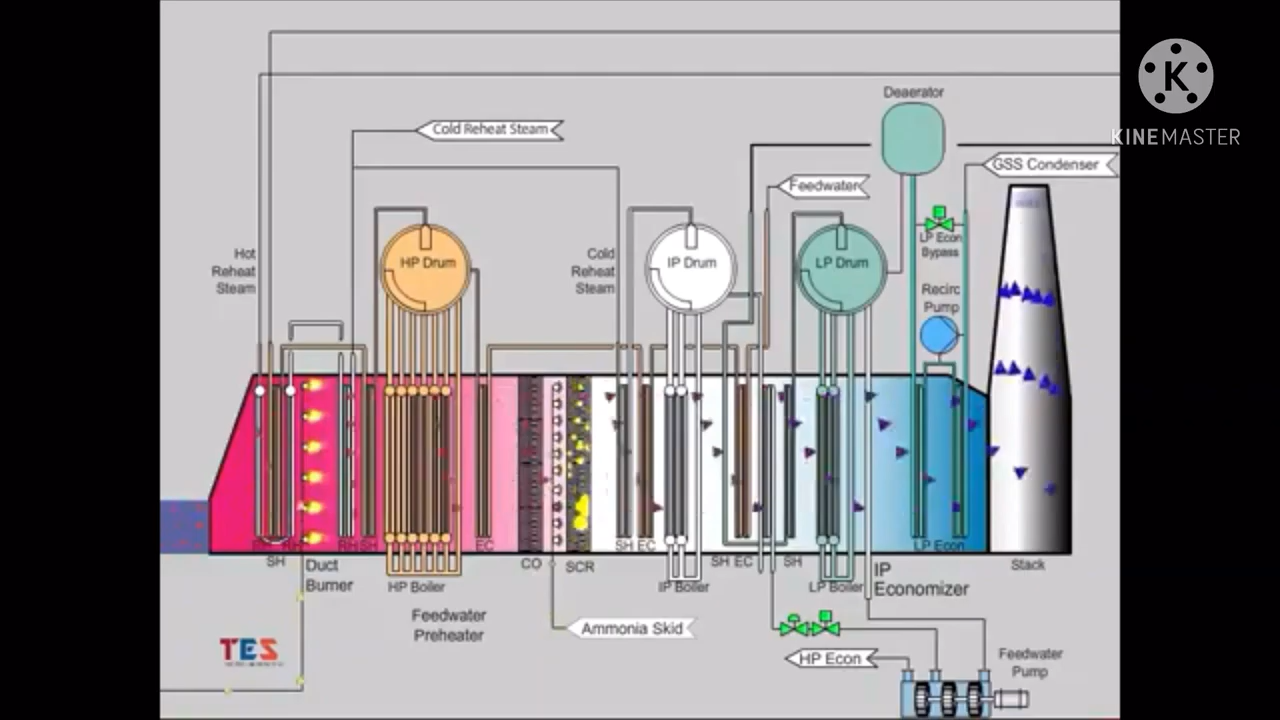 Deaerator
K
KINEMASTER
Cold Reheat Steam
GSS Condenser
Feedwater
LP Econ
Bypass
Hot
Reheat
Steam
HP Drum
Cold
Reheat
Steam
IP Drum
LP Drum
Recirc
Pump
RH SH
EC
SH EC
LP Econ
SH
Duct
Burner
HP Boiler
CO
SCR
IP Boiler
SH EC
SH
LP Boiler
IP
Economizer
Stack
Feedwater
Preheater
Ammonia Skid
TES
HP Econ
Feedwater
Pump